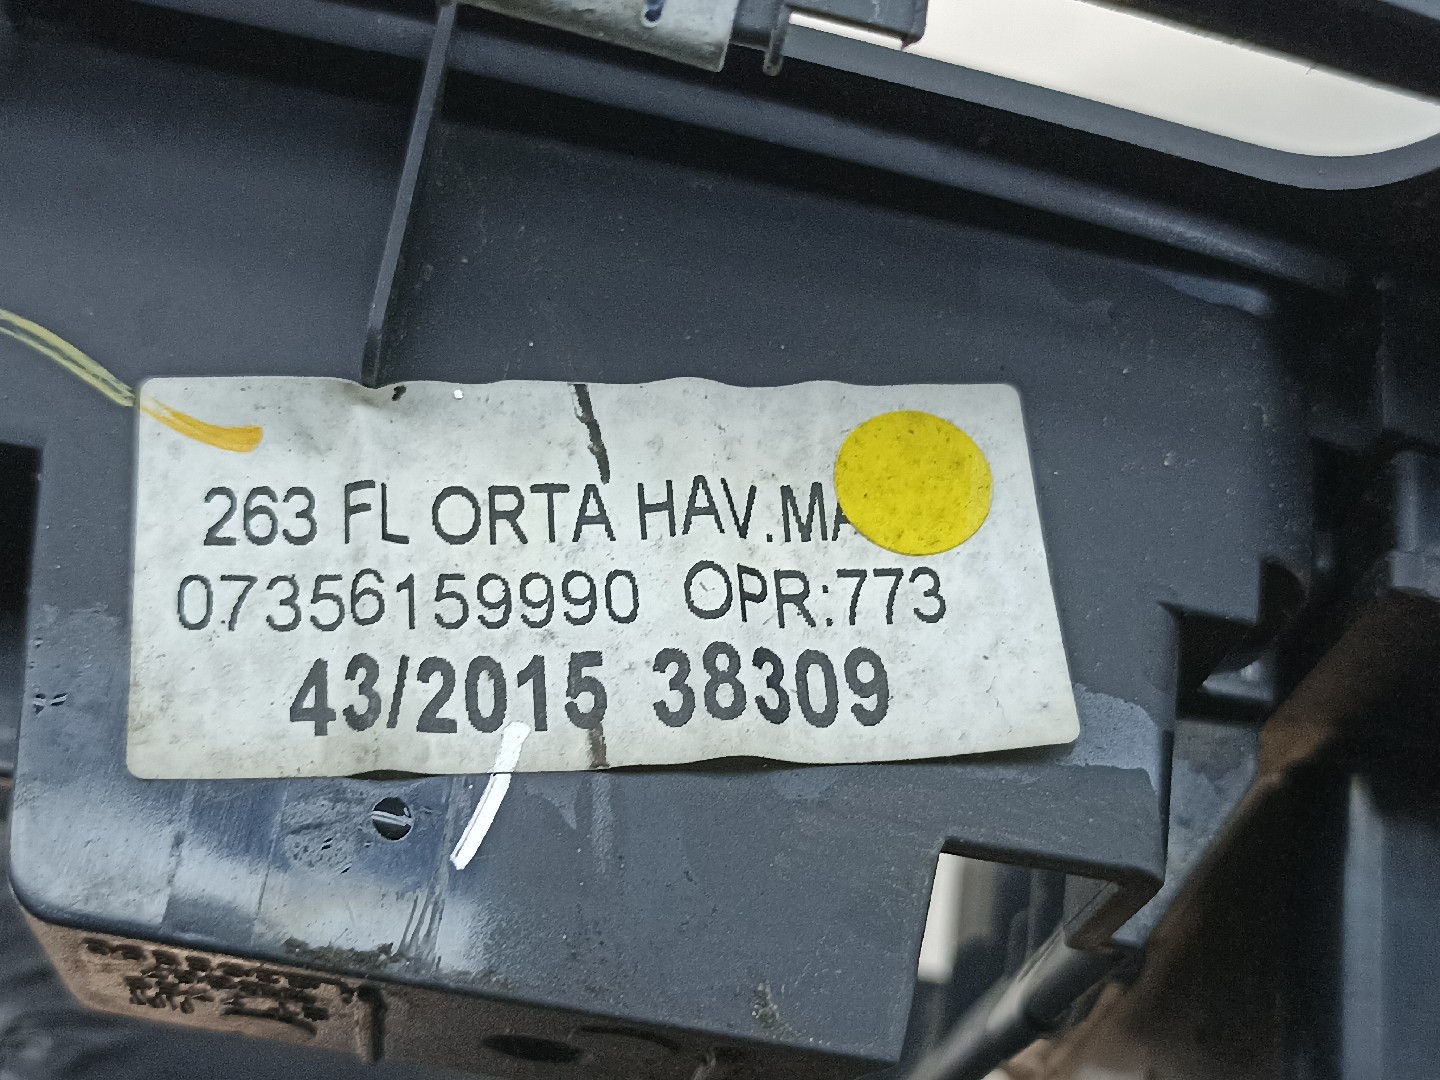 263 FL ORTA HAV.MA
07356159990 OPR:773
43/2015 38309